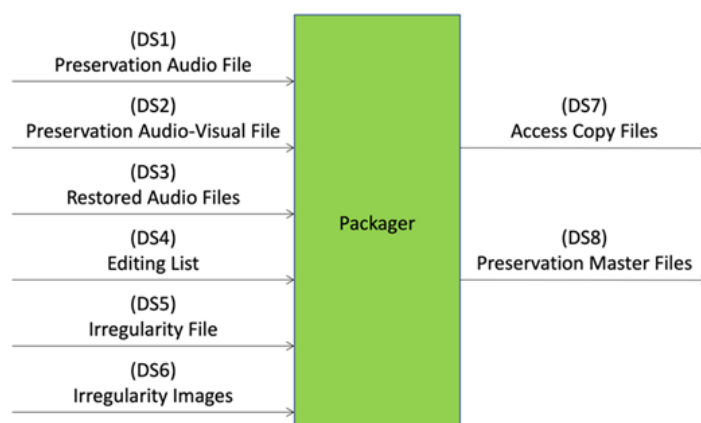 (DS1)
Preservation Audio File
(DS2)
Preservation Audio-Visual File
(DS3)
Restored Audio Files
(DS4)
Editing List
(DS5)
Irregularity File
(DS6)
Irregularity Images
Packager
(DS7)
Access Copy Files
(DS8)
Preservation Master Files